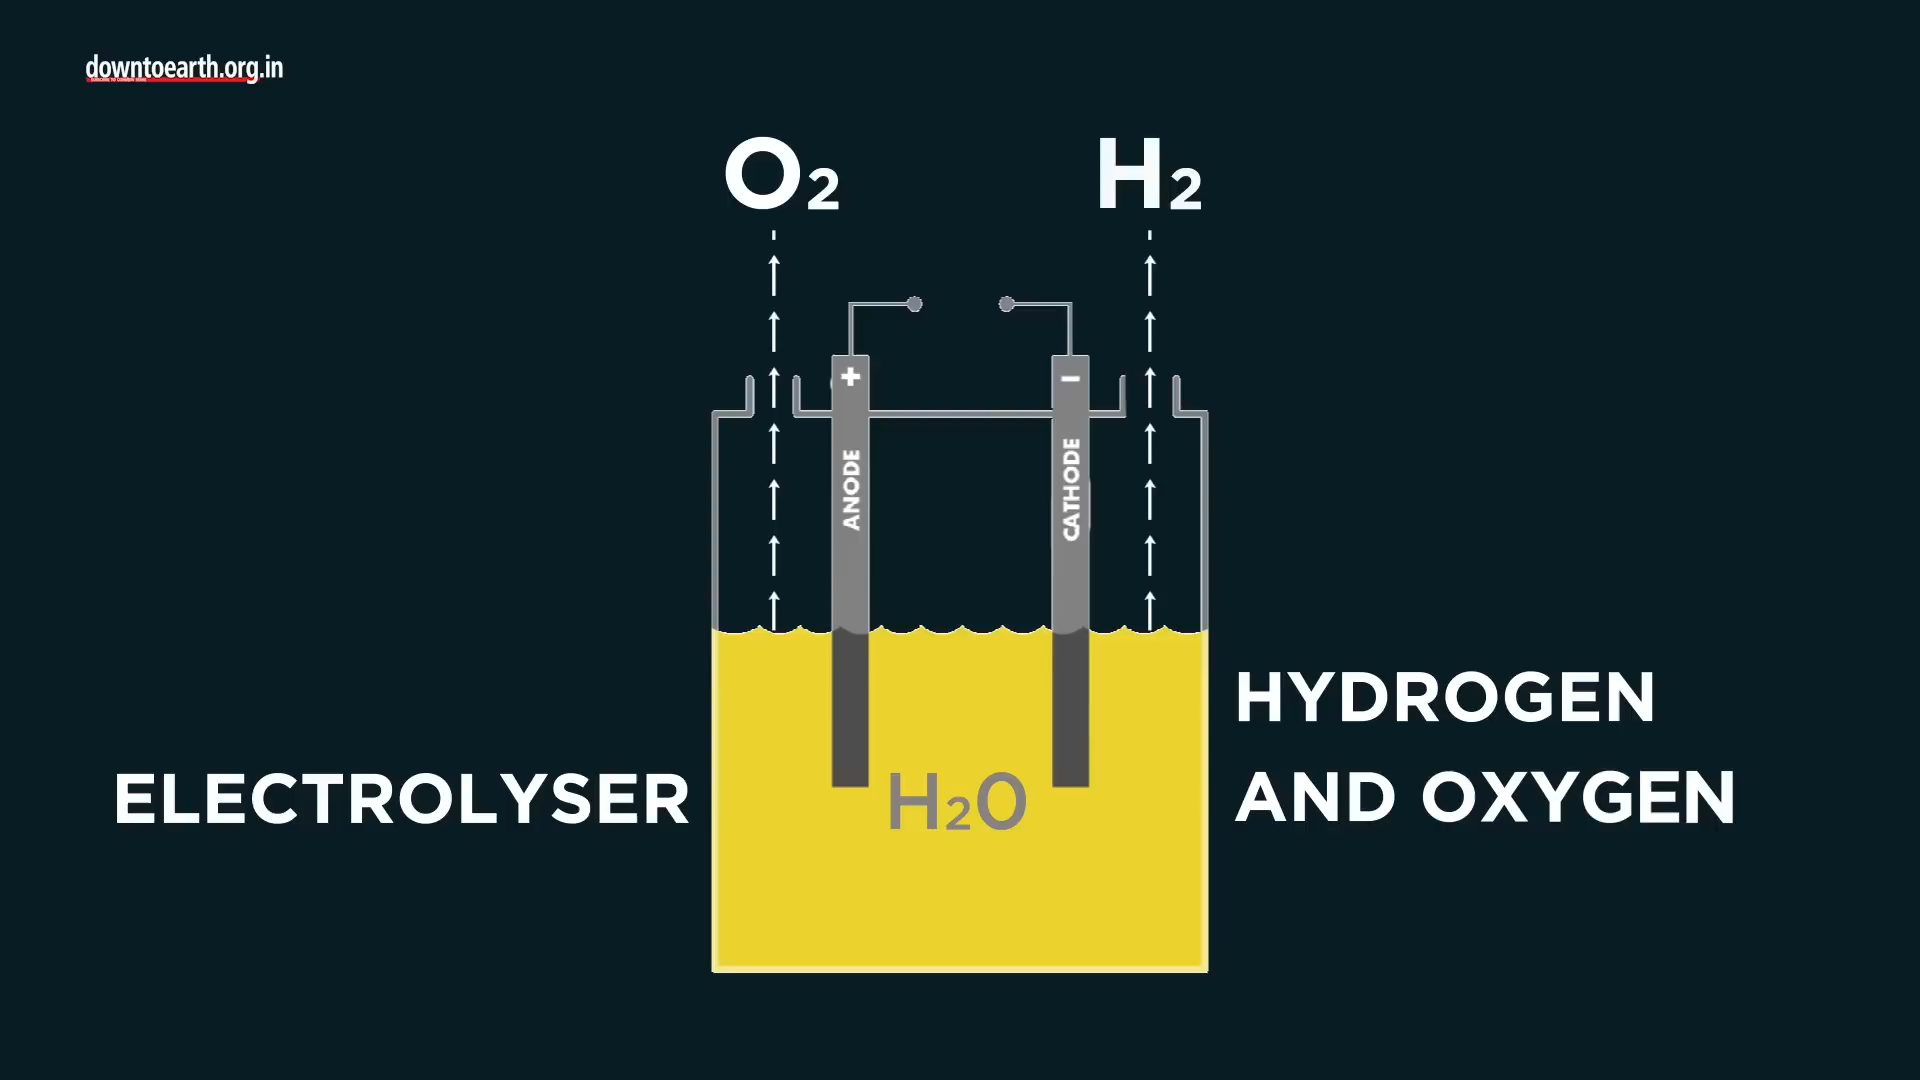 downtoearth.org.in
O2
H2
+
−
ANODE
CATHODE
HYDROGEN
AND OXYGEN
ELECTROLYSER
H2O